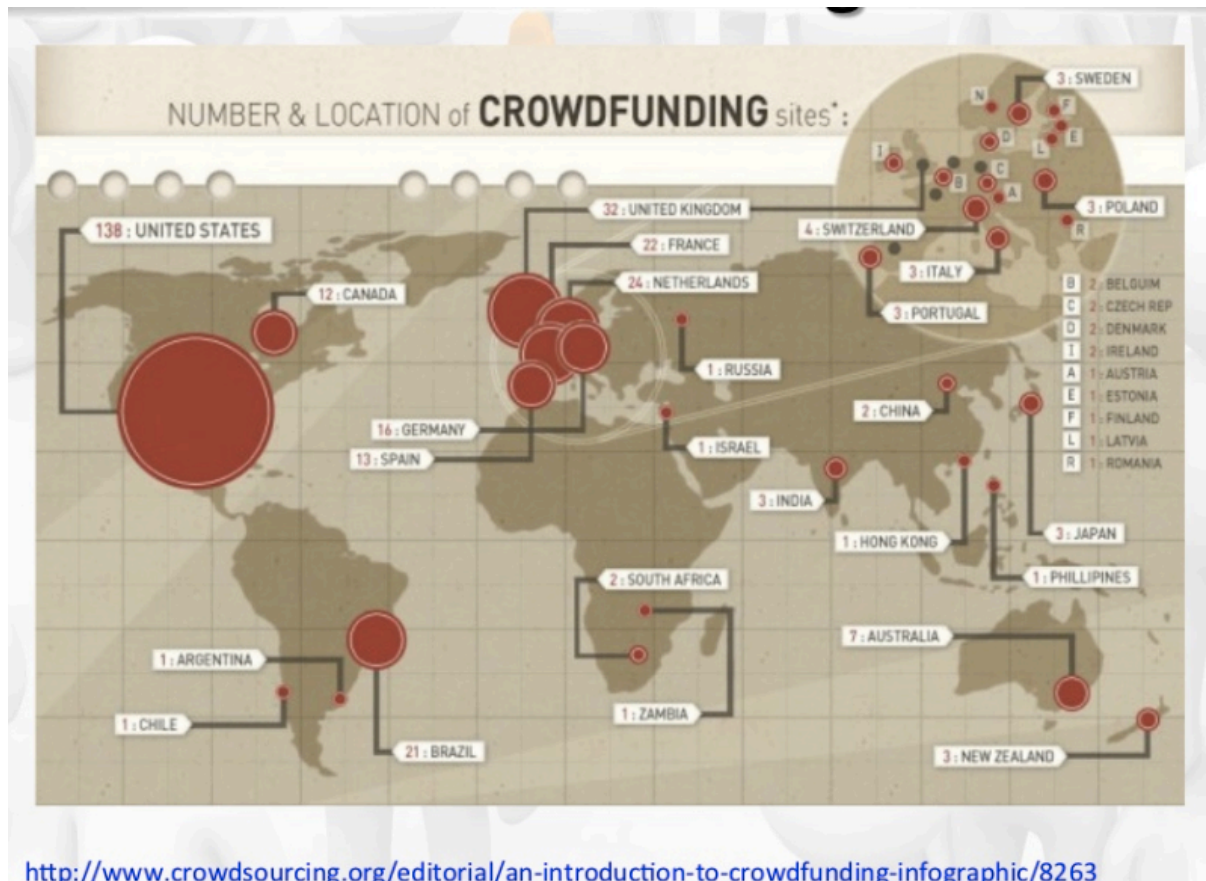 NUMBER & LOCATION of CROWDFUNDING sites*:
3 : SWEDEN
N
F
D
E
L
I
C
B
A
32 : UNITED KINGDOM
3 : POLAND
138 : UNITED STATES
4 : SWITZERLAND
R
22 : FRANCE
3 : ITALY
24 : NETHERLANDS
12 : CANADA
3 : PORTUGAL
B 2 : BELGUIM
C 2 : CZECH REP
D 2 : DENMARK
I 2 : IRELAND
A 1 : AUSTRIA
E 1 : ESTONIA
F 1 : FINLAND
L 1 : LATVIA
R 1 : ROMANIA
1 : RUSSIA
2 : CHINA
16 : GERMANY
1 : ISRAEL
13 : SPAIN
3 : INDIA
1 : HONG KONG
3 : JAPAN
2 : SOUTH AFRICA
1 : PHILLIPINES
7 : AUSTRALIA
1 : ARGENTINA
1 : ZAMBIA
1 : CHILE
21 : BRAZIL
3 : NEW ZEALAND
http://www.crowdsourcing.org/editorial/an-introduction-to-crowdfunding-infographic/8263